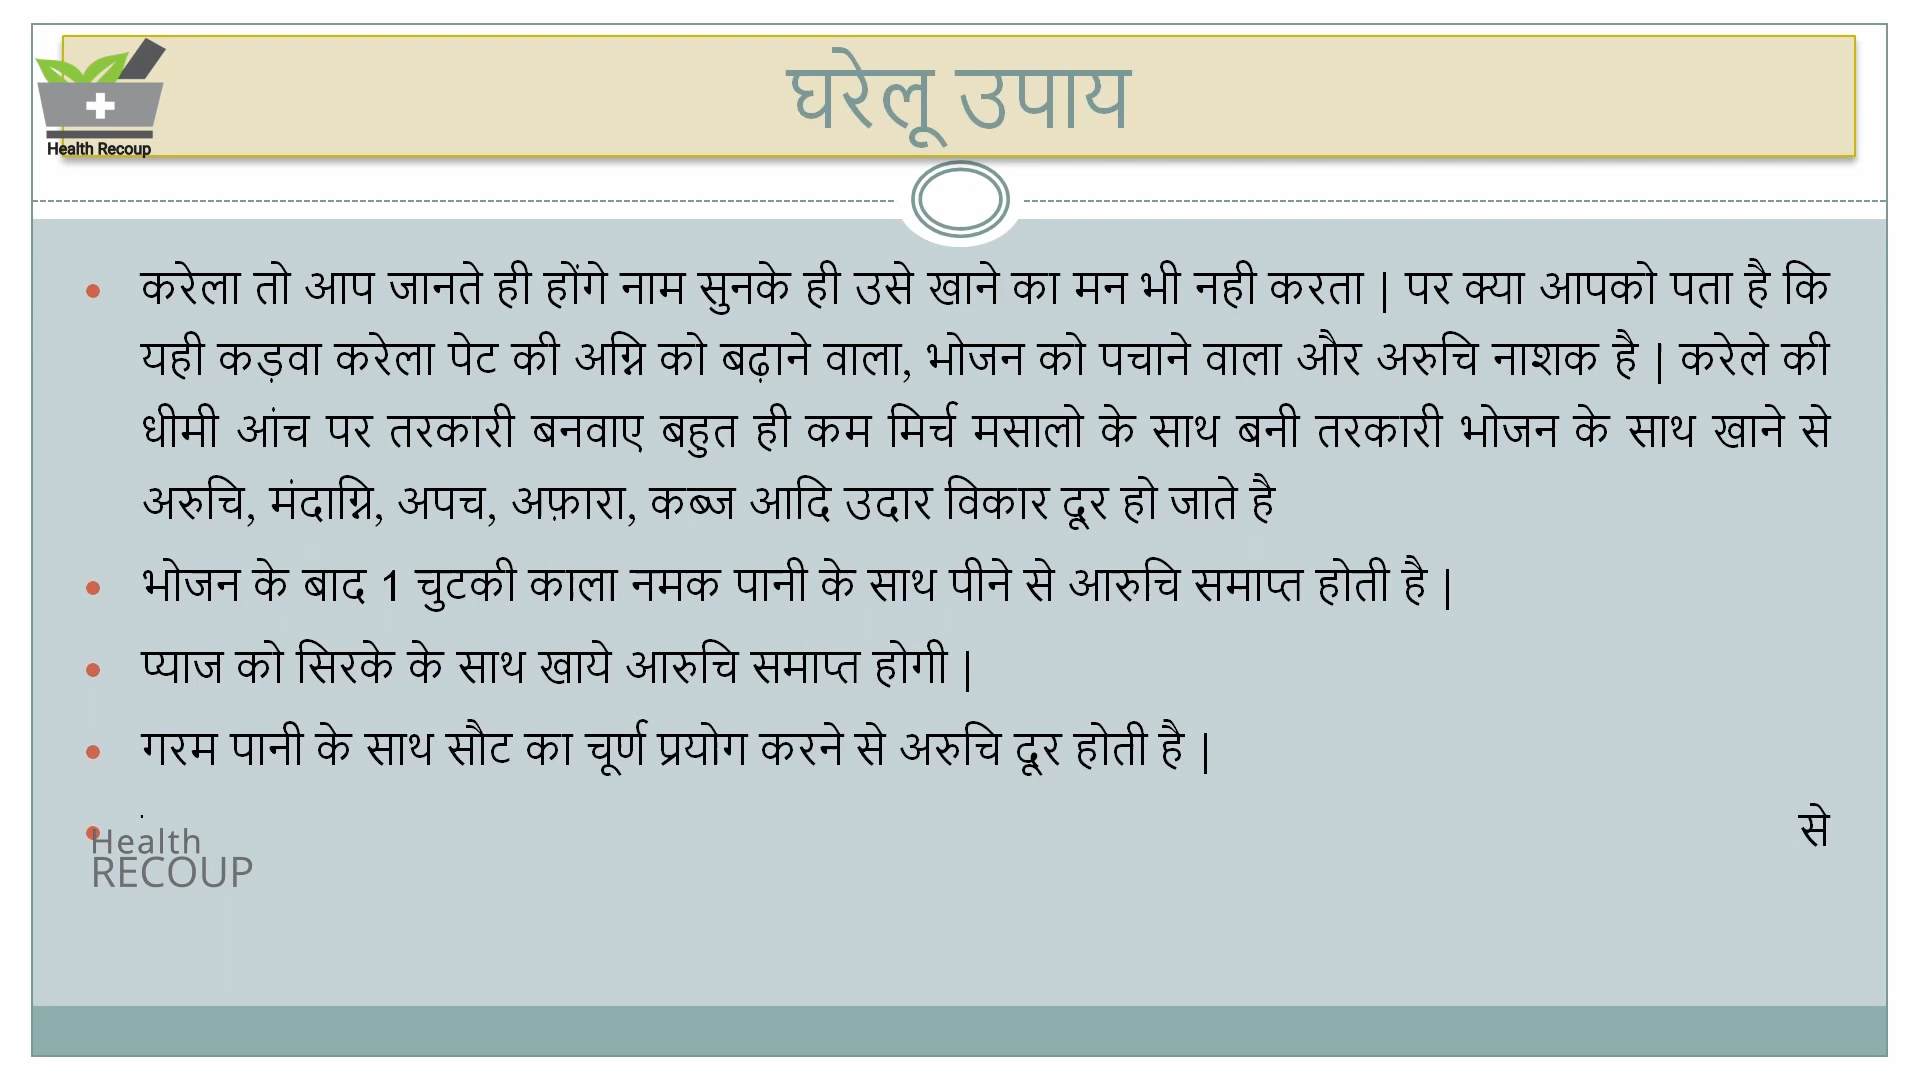 घरेलू उपाय
Health Recoup
करेला तो आप जानते ही होंगे नाम सुनके ही उसे खाने का मन भी नही करता | पर क्या आपको पता है कि
यही कड़वा करेला पेट की अग्नि को बढ़ाने वाला, भोजन को पचाने वाला और अरुचि नाशक है | करेले की
धीमी आंच पर तरकारी बनवाए बहुत ही कम मिर्च मसालो के साथ बनी तरकारी भोजन के साथ खाने से
अरुचि, मंदाग्नि, अपच, अफ़ारा, कब्ज आदि उदार विकार दूर हो जाते है
भोजन के बाद 1 चुटकी काला नमक पानी के साथ पीने से आरुचि समाप्त होती है |
प्याज को सिरके के साथ खाये आरुचि समाप्त होगी |
गरम पानी के साथ सौट का चूर्ण प्रयोग करने से अरुचि दूर होती है |
. से
Health
RECOUP